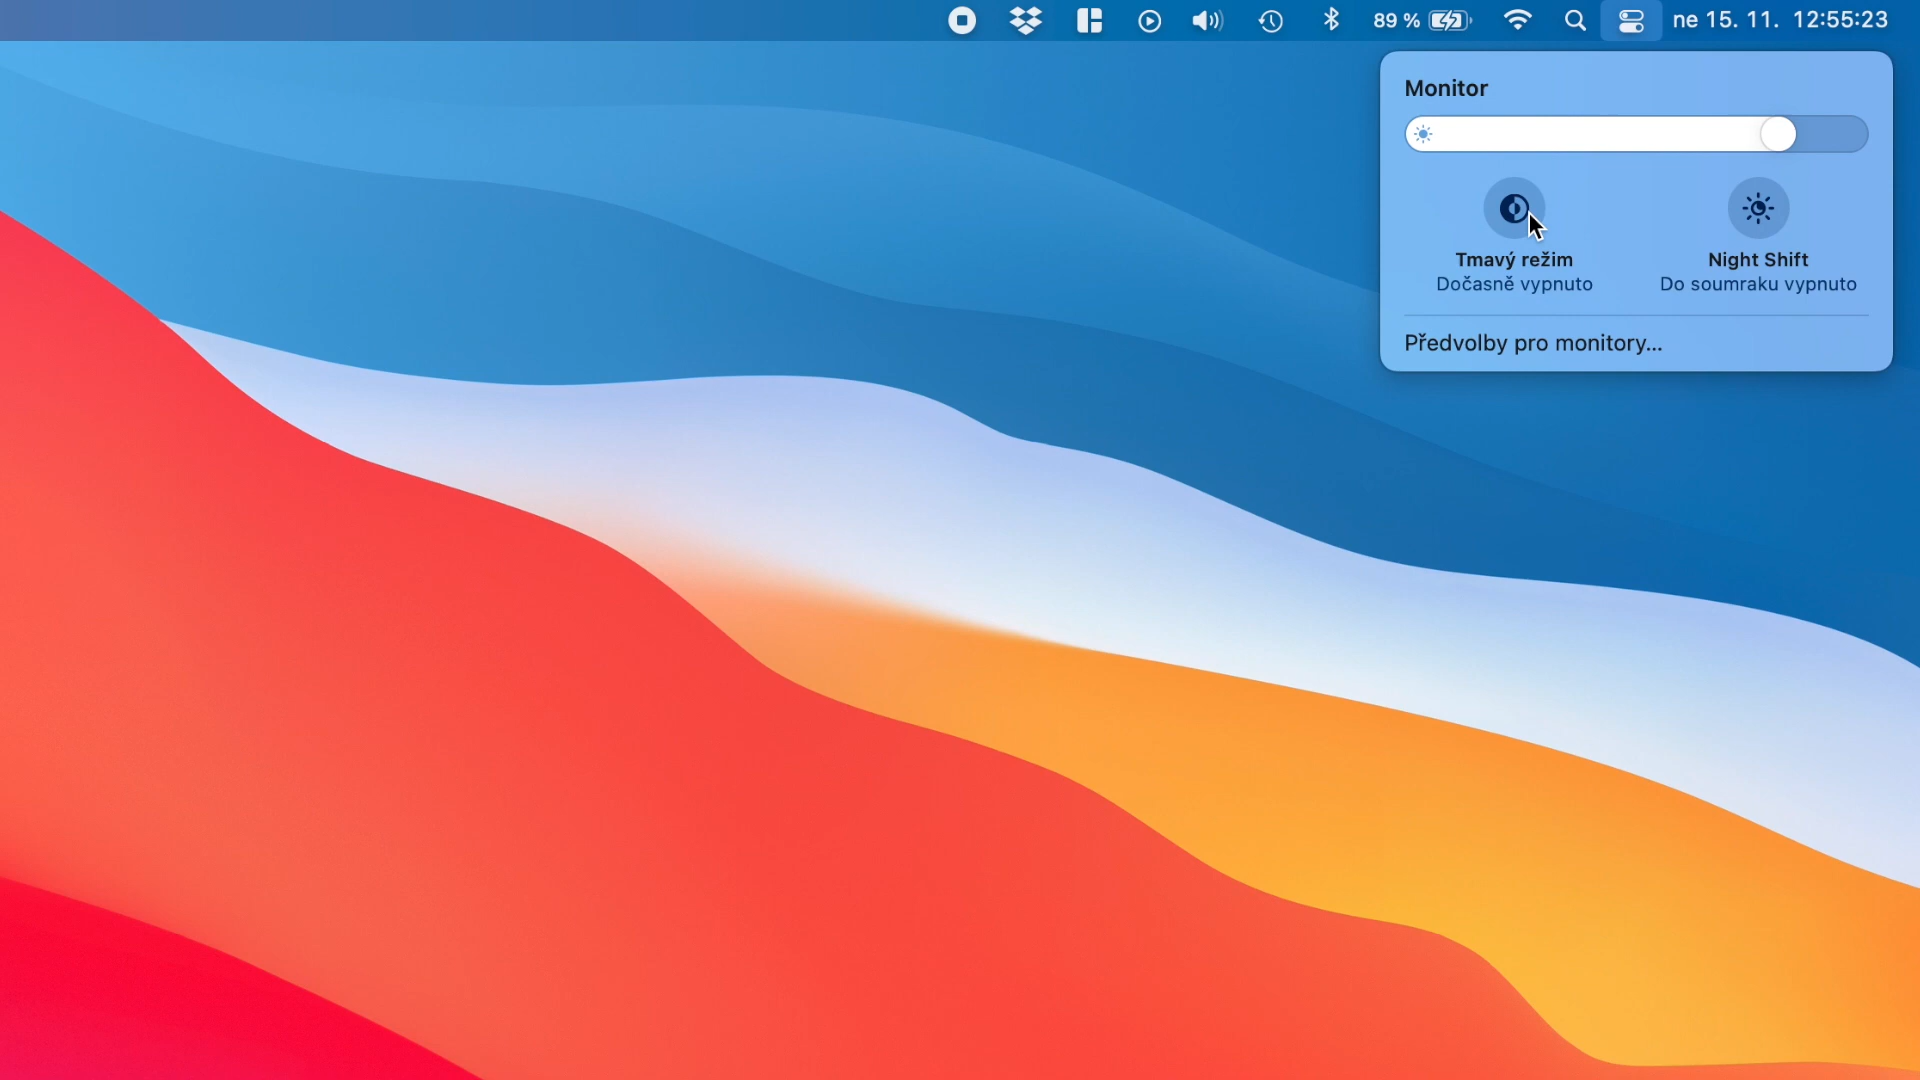 89 %
ne 15. 11. 12:55:23
Monitor
Tmavý režim
Dočasně vypnuto
Night Shift
Do soumraku vypnuto
Předvolby pro monitory...